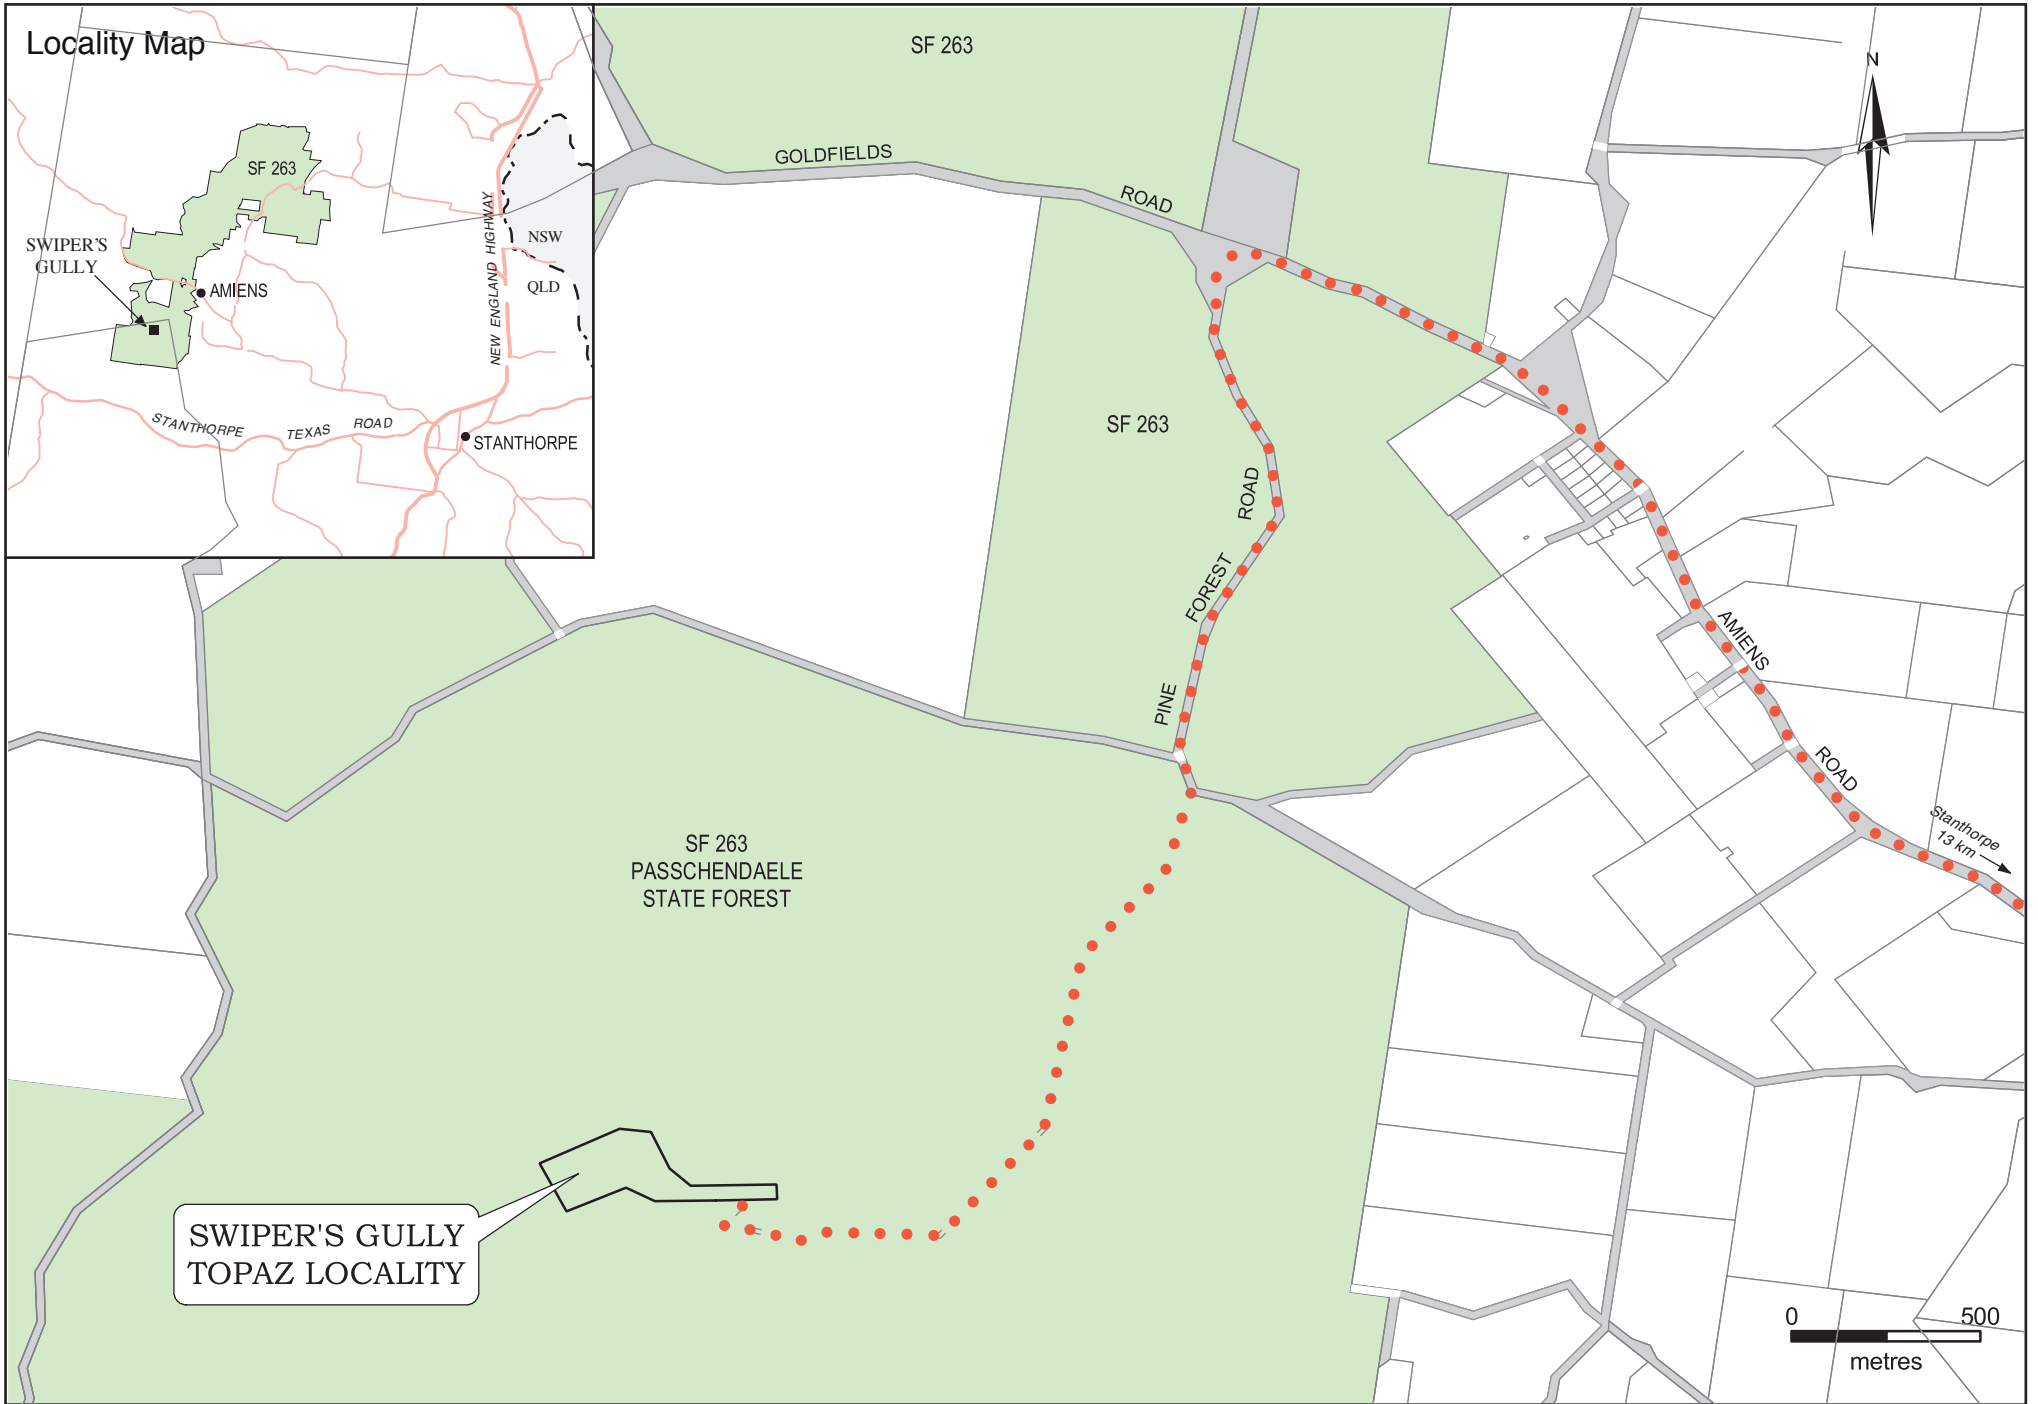 Locality Map
SF 263
SWIPER'S
GULLY
AMIENS
NEW ENGLAND HIGHWAY
NSW
QLD
STANTHORPE TEXAS ROAD
STANTHORPE
SF 263
GOLDFIELDS ROAD
N
SF 263
PINE FOREST ROAD
AMIENS ROAD
Stanthorpe
13 km
SF 263
PASSCHENDAELE
STATE FOREST
SWIPER'S GULLY
TOPAZ LOCALITY
0 500
metres